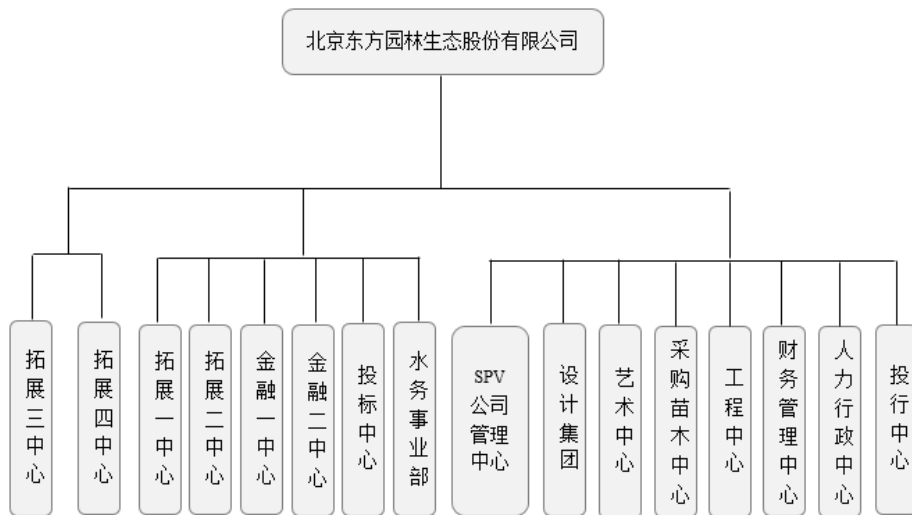 北京东方园林生态股份有限公司
拓展三中心
拓展四中心
拓展一中心
拓展二中心
金融一中心
金融二中心
投标中心
水务事业部
SPV
公司
管理
中心
设计集团
艺术中心
采购苗木中心
工程中心
财务管理中心
人力行政中心
投行中心